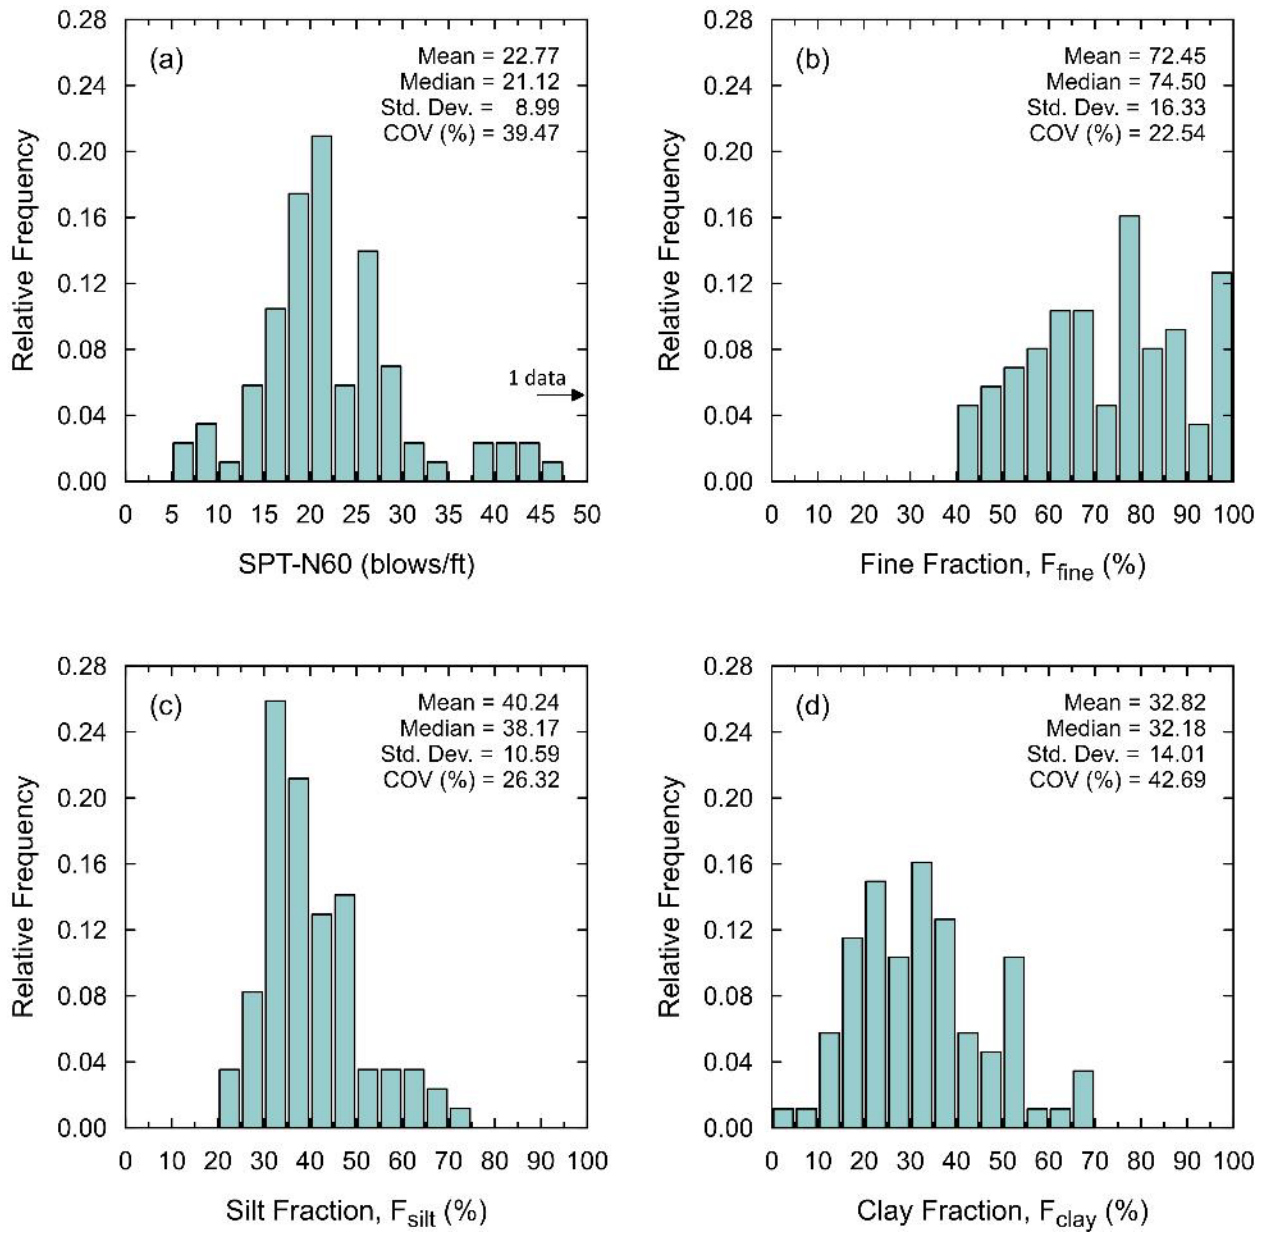 (a)
Mean = 22.77
Median = 21.12
Std. Dev. = 8.99
COV (%) = 39.47
1 data
Relative Frequency
0.28
0.24
0.20
0.16
0.12
0.08
0.04
0.00
0 5 10 15 20 25 30 35 40 45 50
SPT-N60 (blows/ft)
(b)
Mean = 72.45
Median = 74.50
Std. Dev. = 16.33
COV (%) = 22.54
Relative Frequency
0.28
0.24
0.20
0.16
0.12
0.08
0.04
0.00
0 10 20 30 40 50 60 70 80 90 100
Fine Fraction, Ffine (%)
(c)
Mean = 40.24
Median = 38.17
Std. Dev. = 10.59
COV (%) = 26.32
Relative Frequency
0.28
0.24
0.20
0.16
0.12
0.08
0.04
0.00
0 10 20 30 40 50 60 70 80 90 100
Silt Fraction, Fsilt (%)
(d)
Mean = 32.82
Median = 32.18
Std. Dev. = 14.01
COV (%) = 42.69
Relative Frequency
0.28
0.24
0.20
0.16
0.12
0.08
0.04
0.00
0 10 20 30 40 50 60 70 80 90 100
Clay Fraction, Fclay (%)